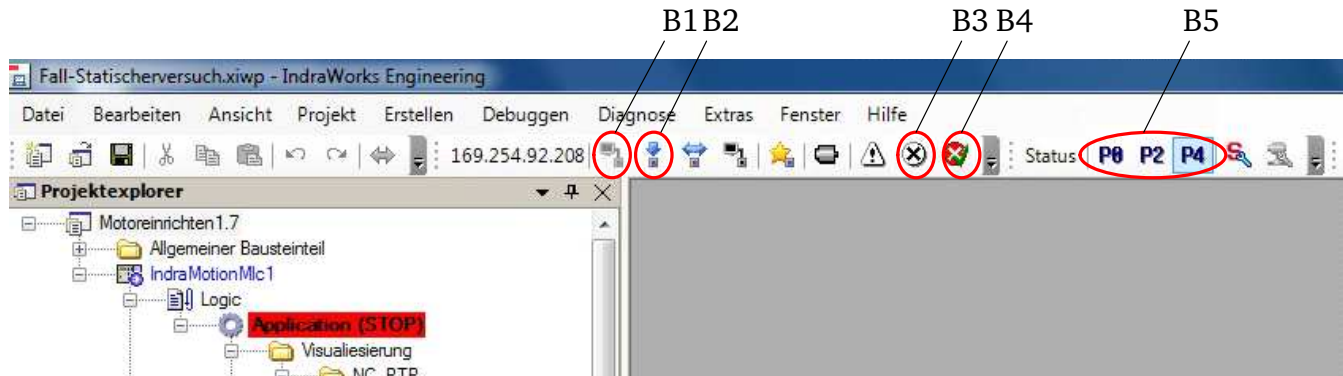 B1 B2 B3 B4 B5
Fall-Statischerversuch.xiwp - IndraWorks Engineering
Datei Bearbeiten Ansicht Projekt Erstellen Debuggen Diagnose Extras Fenster Hilfe
169.254.92.208 Status P0 P2 P4
Projektexplorer
Motoreinrichten1.7
Allgemeiner Bausteinteil
IndraMotionMlc1
Logic
Application (STOP)
Visualiesierung
NC_PTP